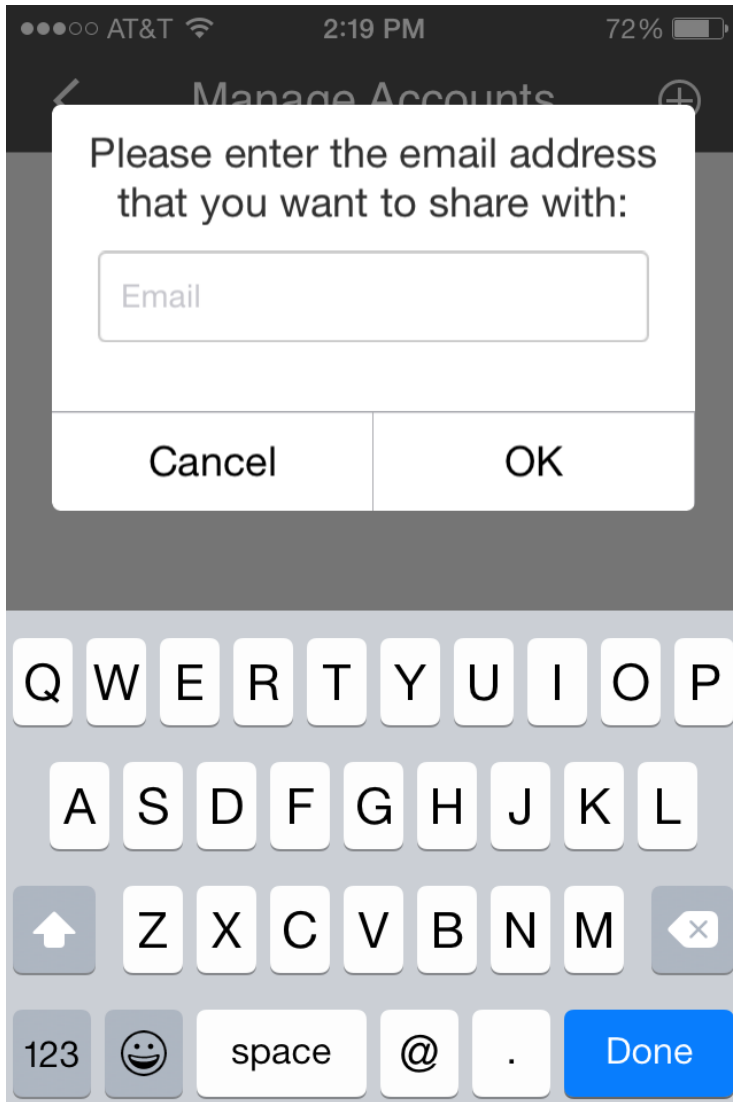 AT&T 2:19 PM 72%
Manage Accounts
Please enter the email address
that you want to share with:
Email
Cancel OK
Q W E R T Y U I O P
A S D F G H J K L
Z X C V B N M
123 space @ . Done